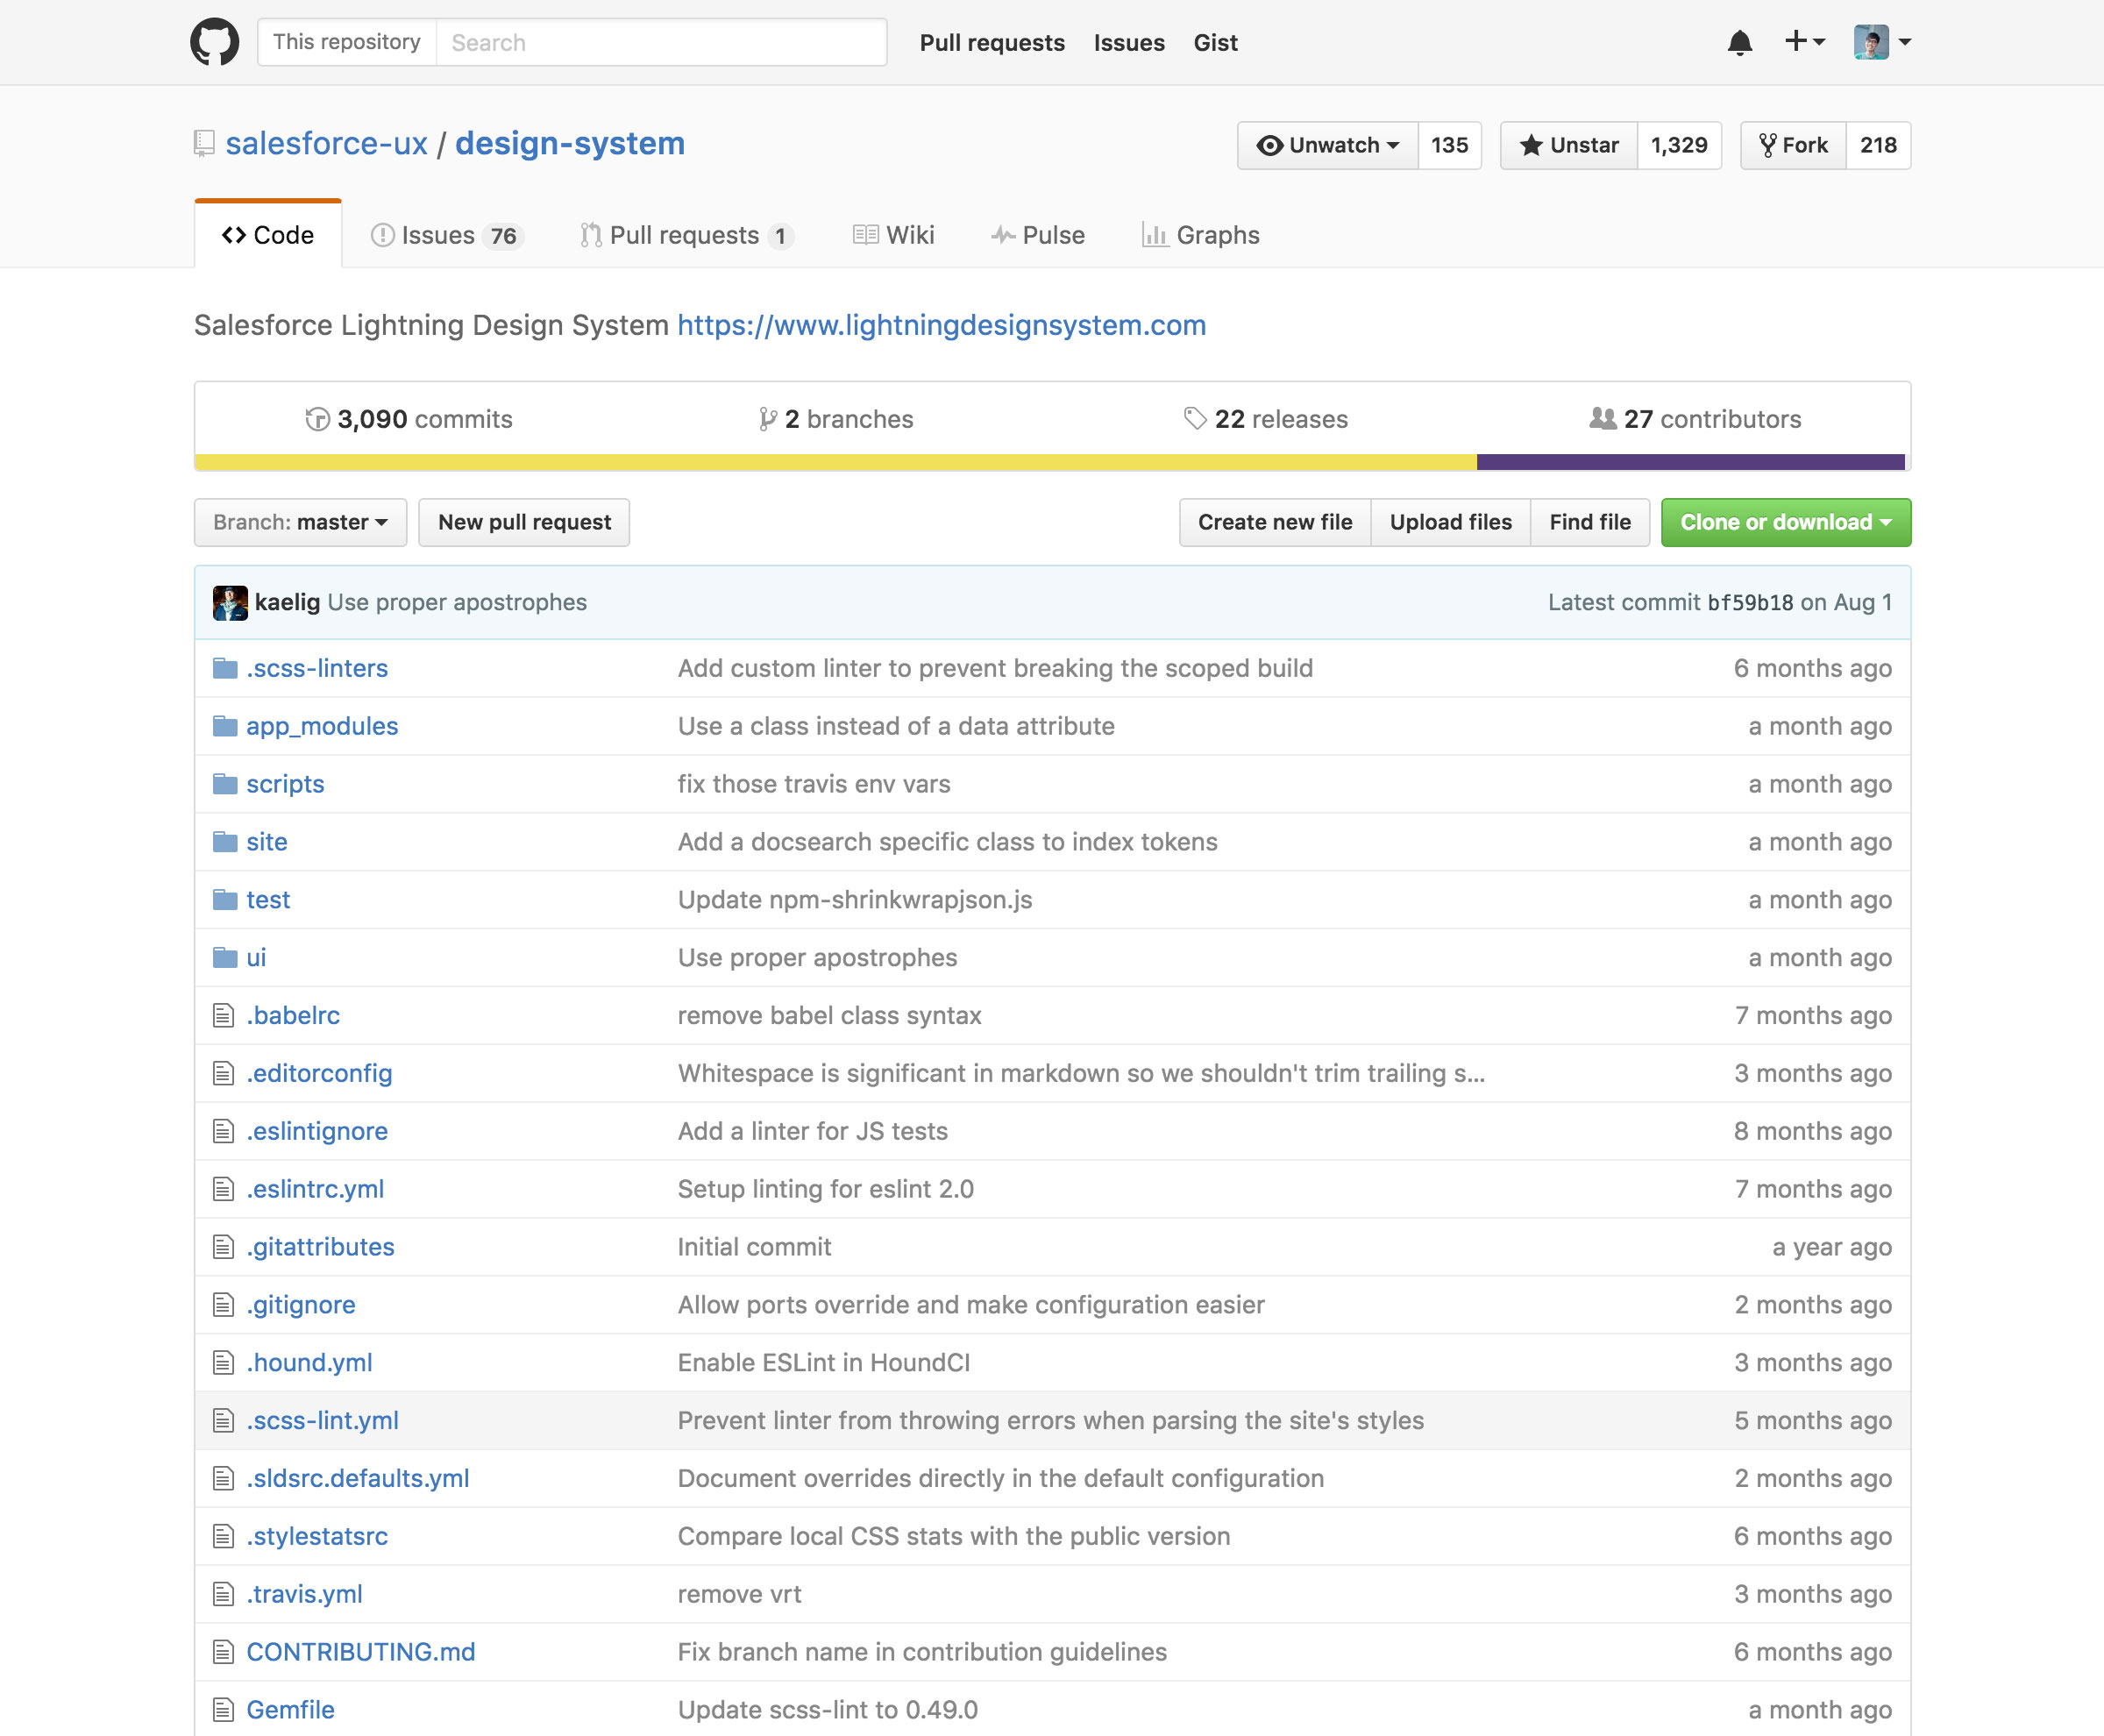 This repository Search Pull requests Issues Gist
salesforce-ux / design-system Unwatch 135 Unstar 1,329 Fork 218
Code Issues 76 Pull requests 1 Wiki Pulse Graphs
Salesforce Lightning Design System https://www.lightningdesignsystem.com
3,090 commits 2 branches 22 releases 27 contributors
Branch: master New pull request Create new file Upload files Find file Clone or download
kaelig Use proper apostrophes Latest commit bf59b18 on Aug 1
.scss-linters Add custom linter to prevent breaking the scoped build 6 months ago
app_modules Use a class instead of a data attribute a month ago
scripts fix those travis env vars a month ago
site Add a docsearch specific class to index tokens a month ago
test Update npm-shrinkwrapjson.js a month ago
ui Use proper apostrophes a month ago
.babelrc remove babel class syntax 7 months ago
.editorconfig Whitespace is significant in markdown so we shouldn't trim trailing s... 3 months ago
.eslintignore Add a linter for JS tests 8 months ago
.eslintrc.yml Setup linting for eslint 2.0 7 months ago
.gitattributes Initial commit a year ago
.gitignore Allow ports override and make configuration easier 2 months ago
.hound.yml Enable ESLint in HoundCI 3 months ago
.scss-lint.yml Prevent linter from throwing errors when parsing the site's styles 5 months ago
.sldsrc.defaults.yml Document overrides directly in the default configuration 2 months ago
.stylestatsrc Compare local CSS stats with the public version 6 months ago
.travis.yml remove vrt 3 months ago
CONTRIBUTING.md Fix branch name in contribution guidelines 6 months ago
Gemfile Update scss-lint to 0.49.0 a month ago